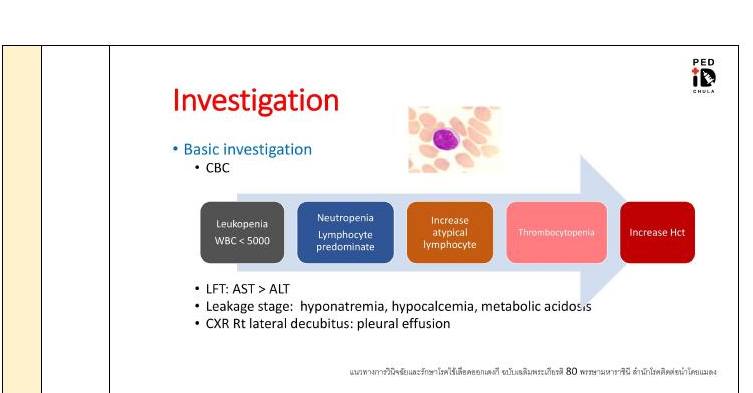 PED
iD
CHULA
Investigation
• Basic investigation
• CBC
Leukopenia
WBC < 5000
Neutropenia
Lymphocyte
predominate
Increase
atypical
lymphocyte
Thrombocytopenia
Increase Hct
• LFT: AST > ALT
• Leakage stage: hyponatremia, hypocalcemia, metabolic acidosis
• CXR Rt lateral decubitus: pleural effusion
แนวทางการวินิจฉัยและรักษาโรคไข้เลือดออกเดงกี ฉบับเฉลิมพระเกียรติ 80 พรรษามหาราชินี สำนักโรคติดต่อนำโดยแมลง